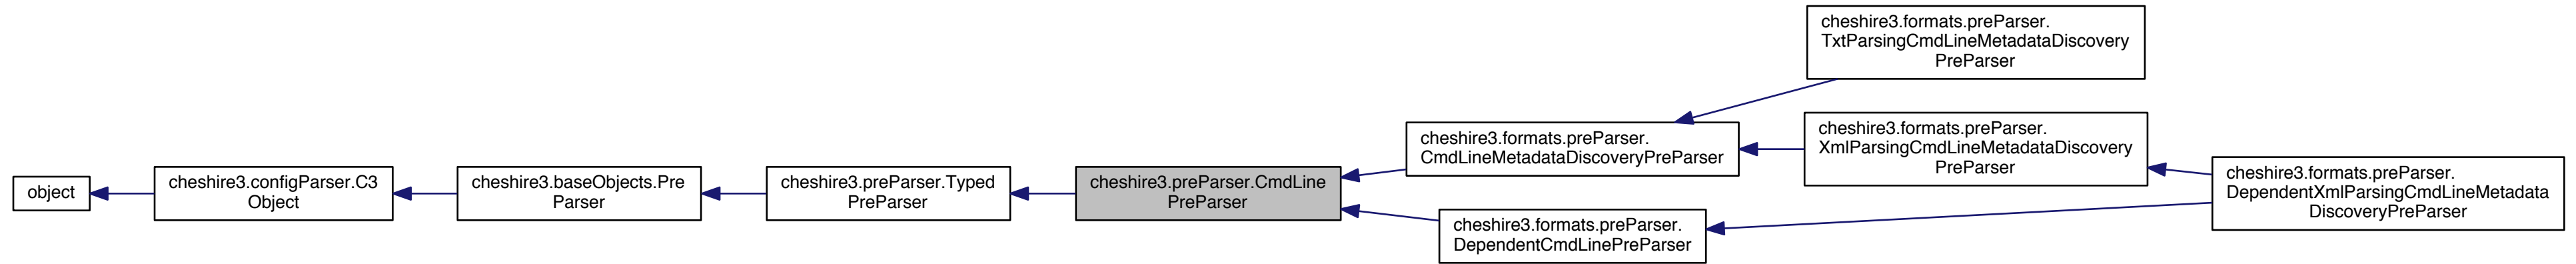 object
cheshire3.configParser.C3
Object
cheshire3.baseObjects.Pre
Parser
cheshire3.preParser.Typed
PreParser
cheshire3.preParser.CmdLine
PreParser
cheshire3.formats.preParser.
CmdLineMetadataDiscoveryPreParser
cheshire3.formats.preParser.
DependentCmdLinePreParser
cheshire3.formats.preParser.
TxtParsingCmdLineMetadataDiscovery
PreParser
cheshire3.formats.preParser.
XmlParsingCmdLineMetadataDiscovery
PreParser
cheshire3.formats.preParser.
DependentXmlParsingCmdLineMetadata
DiscoveryPreParser